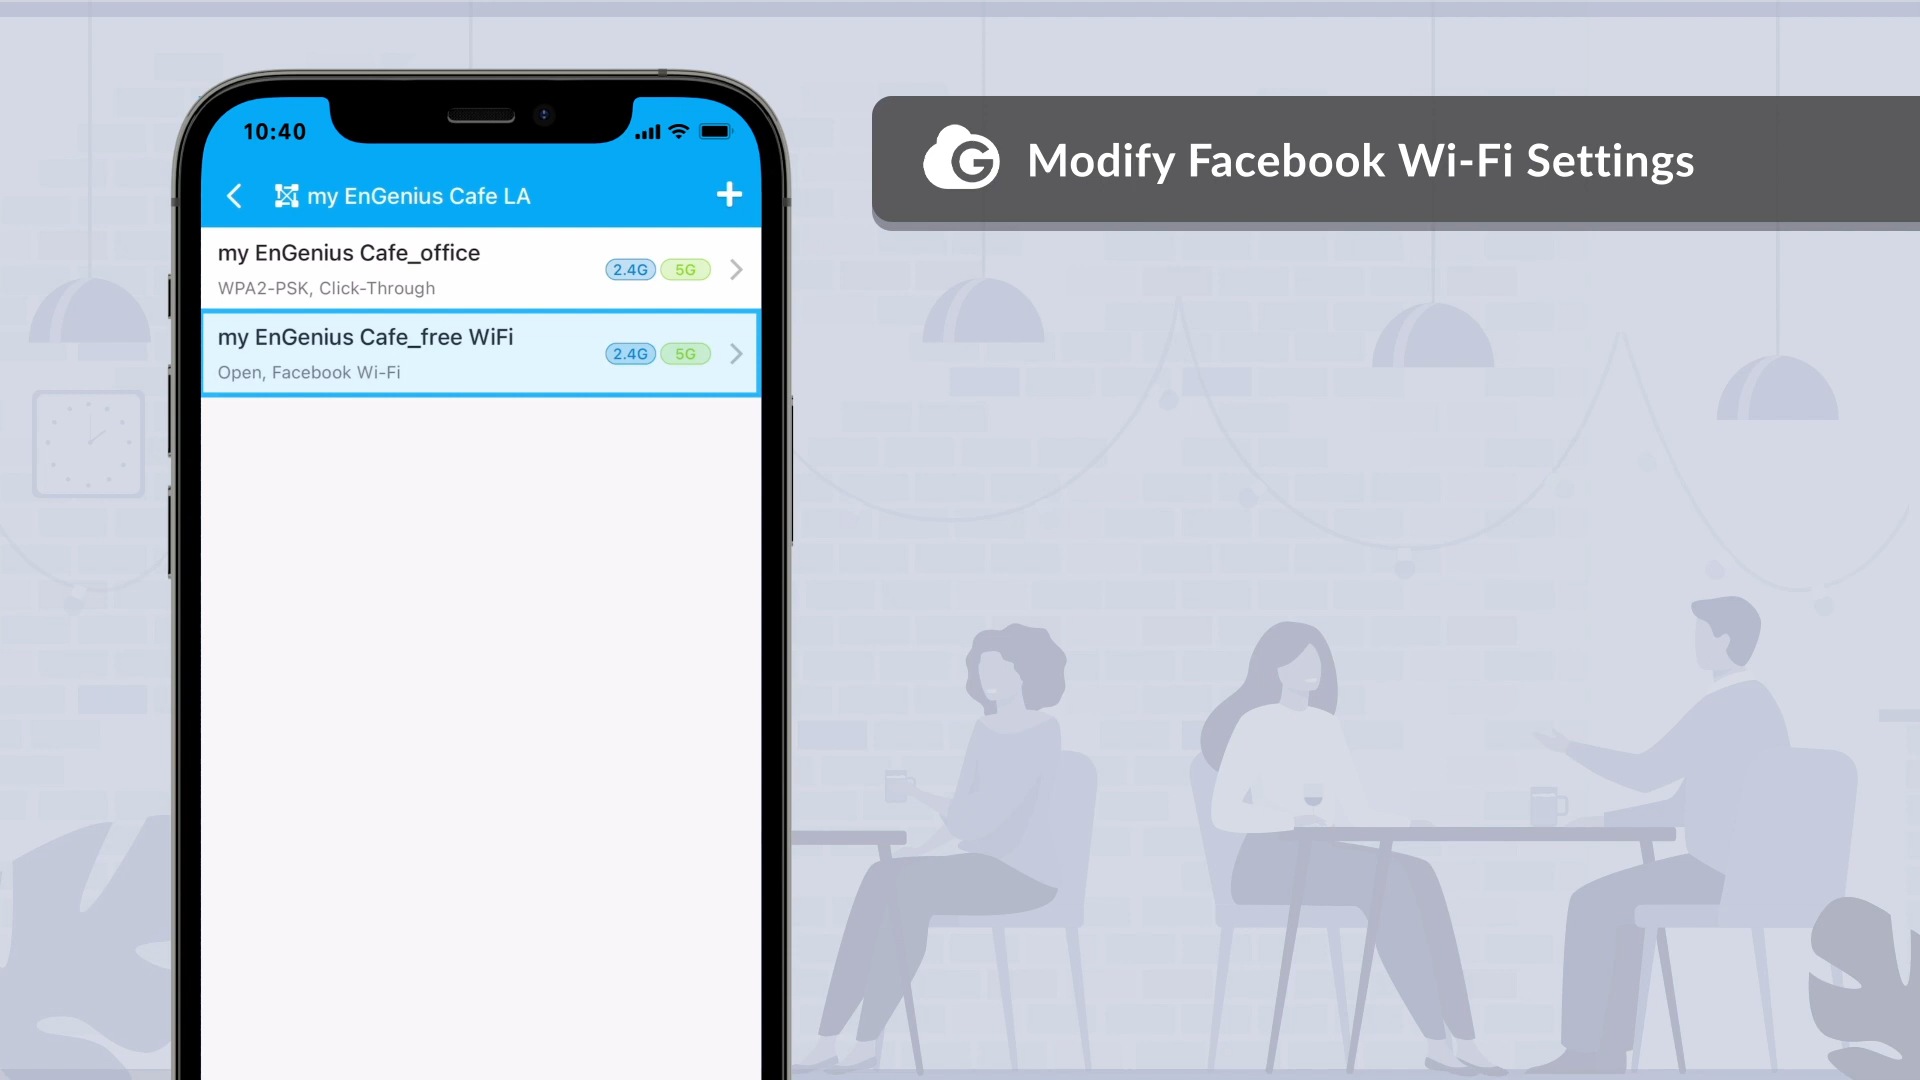 10:40
my EnGenius Cafe LA
my EnGenius Cafe_office
2.4G 5G
WPA2-PSK, Click-Through
my EnGenius Cafe_free WiFi
2.4G 5G
Open, Facebook Wi-Fi
Modify Facebook Wi-Fi Settings